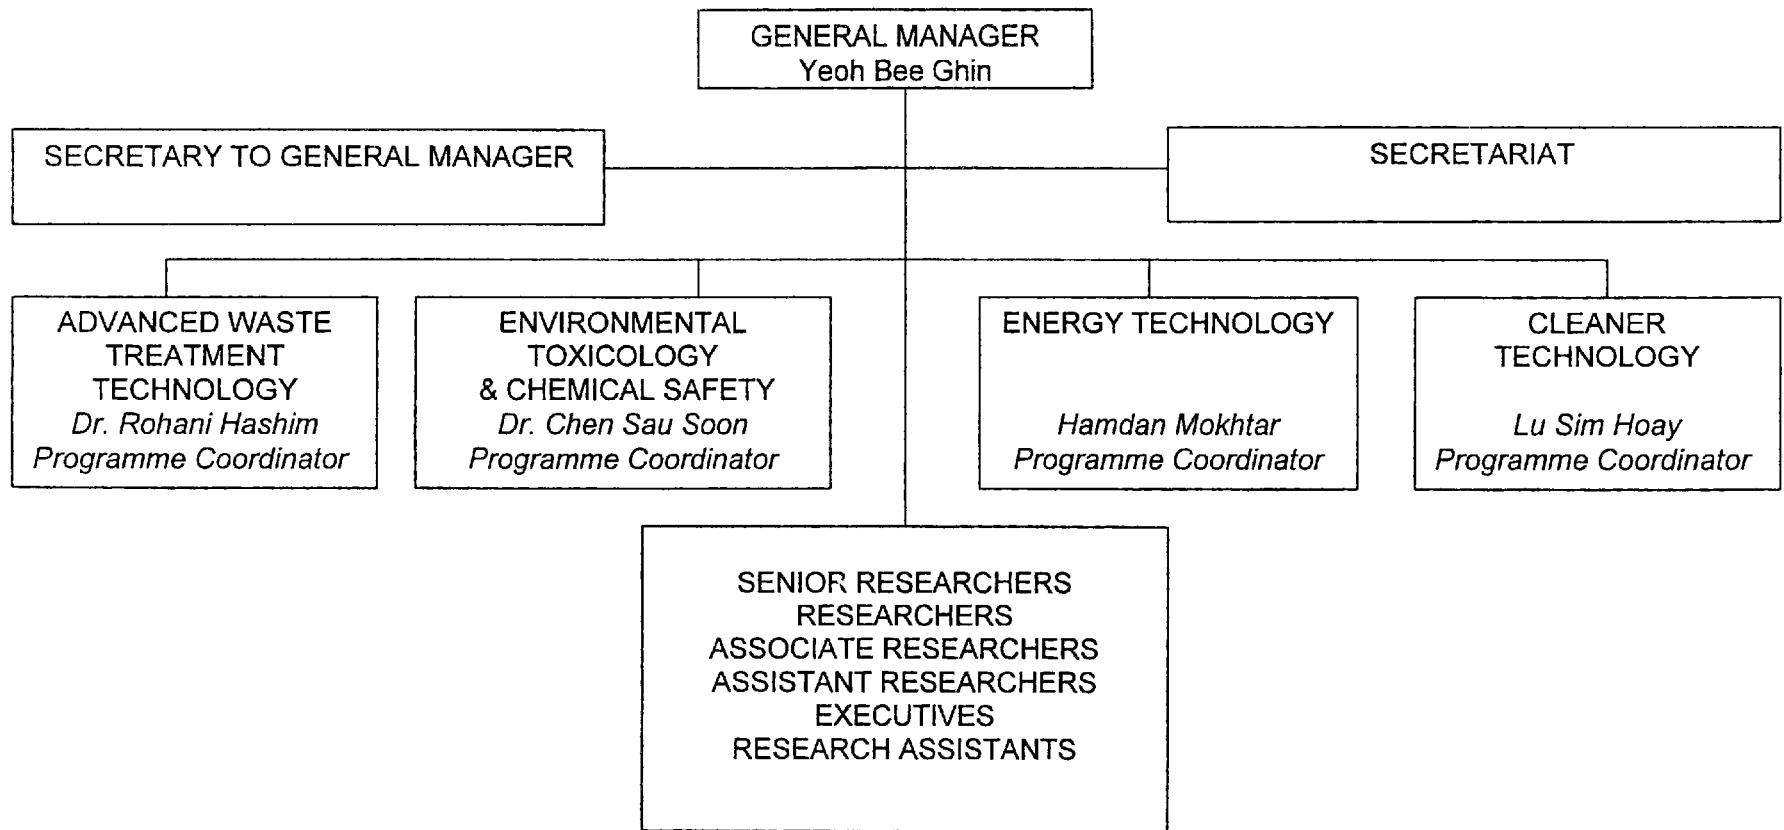 GENERAL MANAGER
Yeoh Bee Ghin
SECRETARY TO GENERAL MANAGER
SECRETARIAT
ADVANCED WASTE
TREATMENT
TECHNOLOGY
Dr. Rohani Hashim
Programme Coordinator
ENVIRONMENTAL
TOXICOLOGY
& CHEMICAL SAFETY
Dr. Chen Sau Soon
Programme Coordinator
ENERGY TECHNOLOGY
Hamdan Mokhtar
Programme Coordinator
CLEANER
TECHNOLOGY
Lu Sim Hoay
Programme Coordinator
SENIOR RESEARCHERS
RESEARCHERS
ASSOCIATE RESEARCHERS
ASSISTANT RESEARCHERS
EXECUTIVES
RESEARCH ASSISTANTS